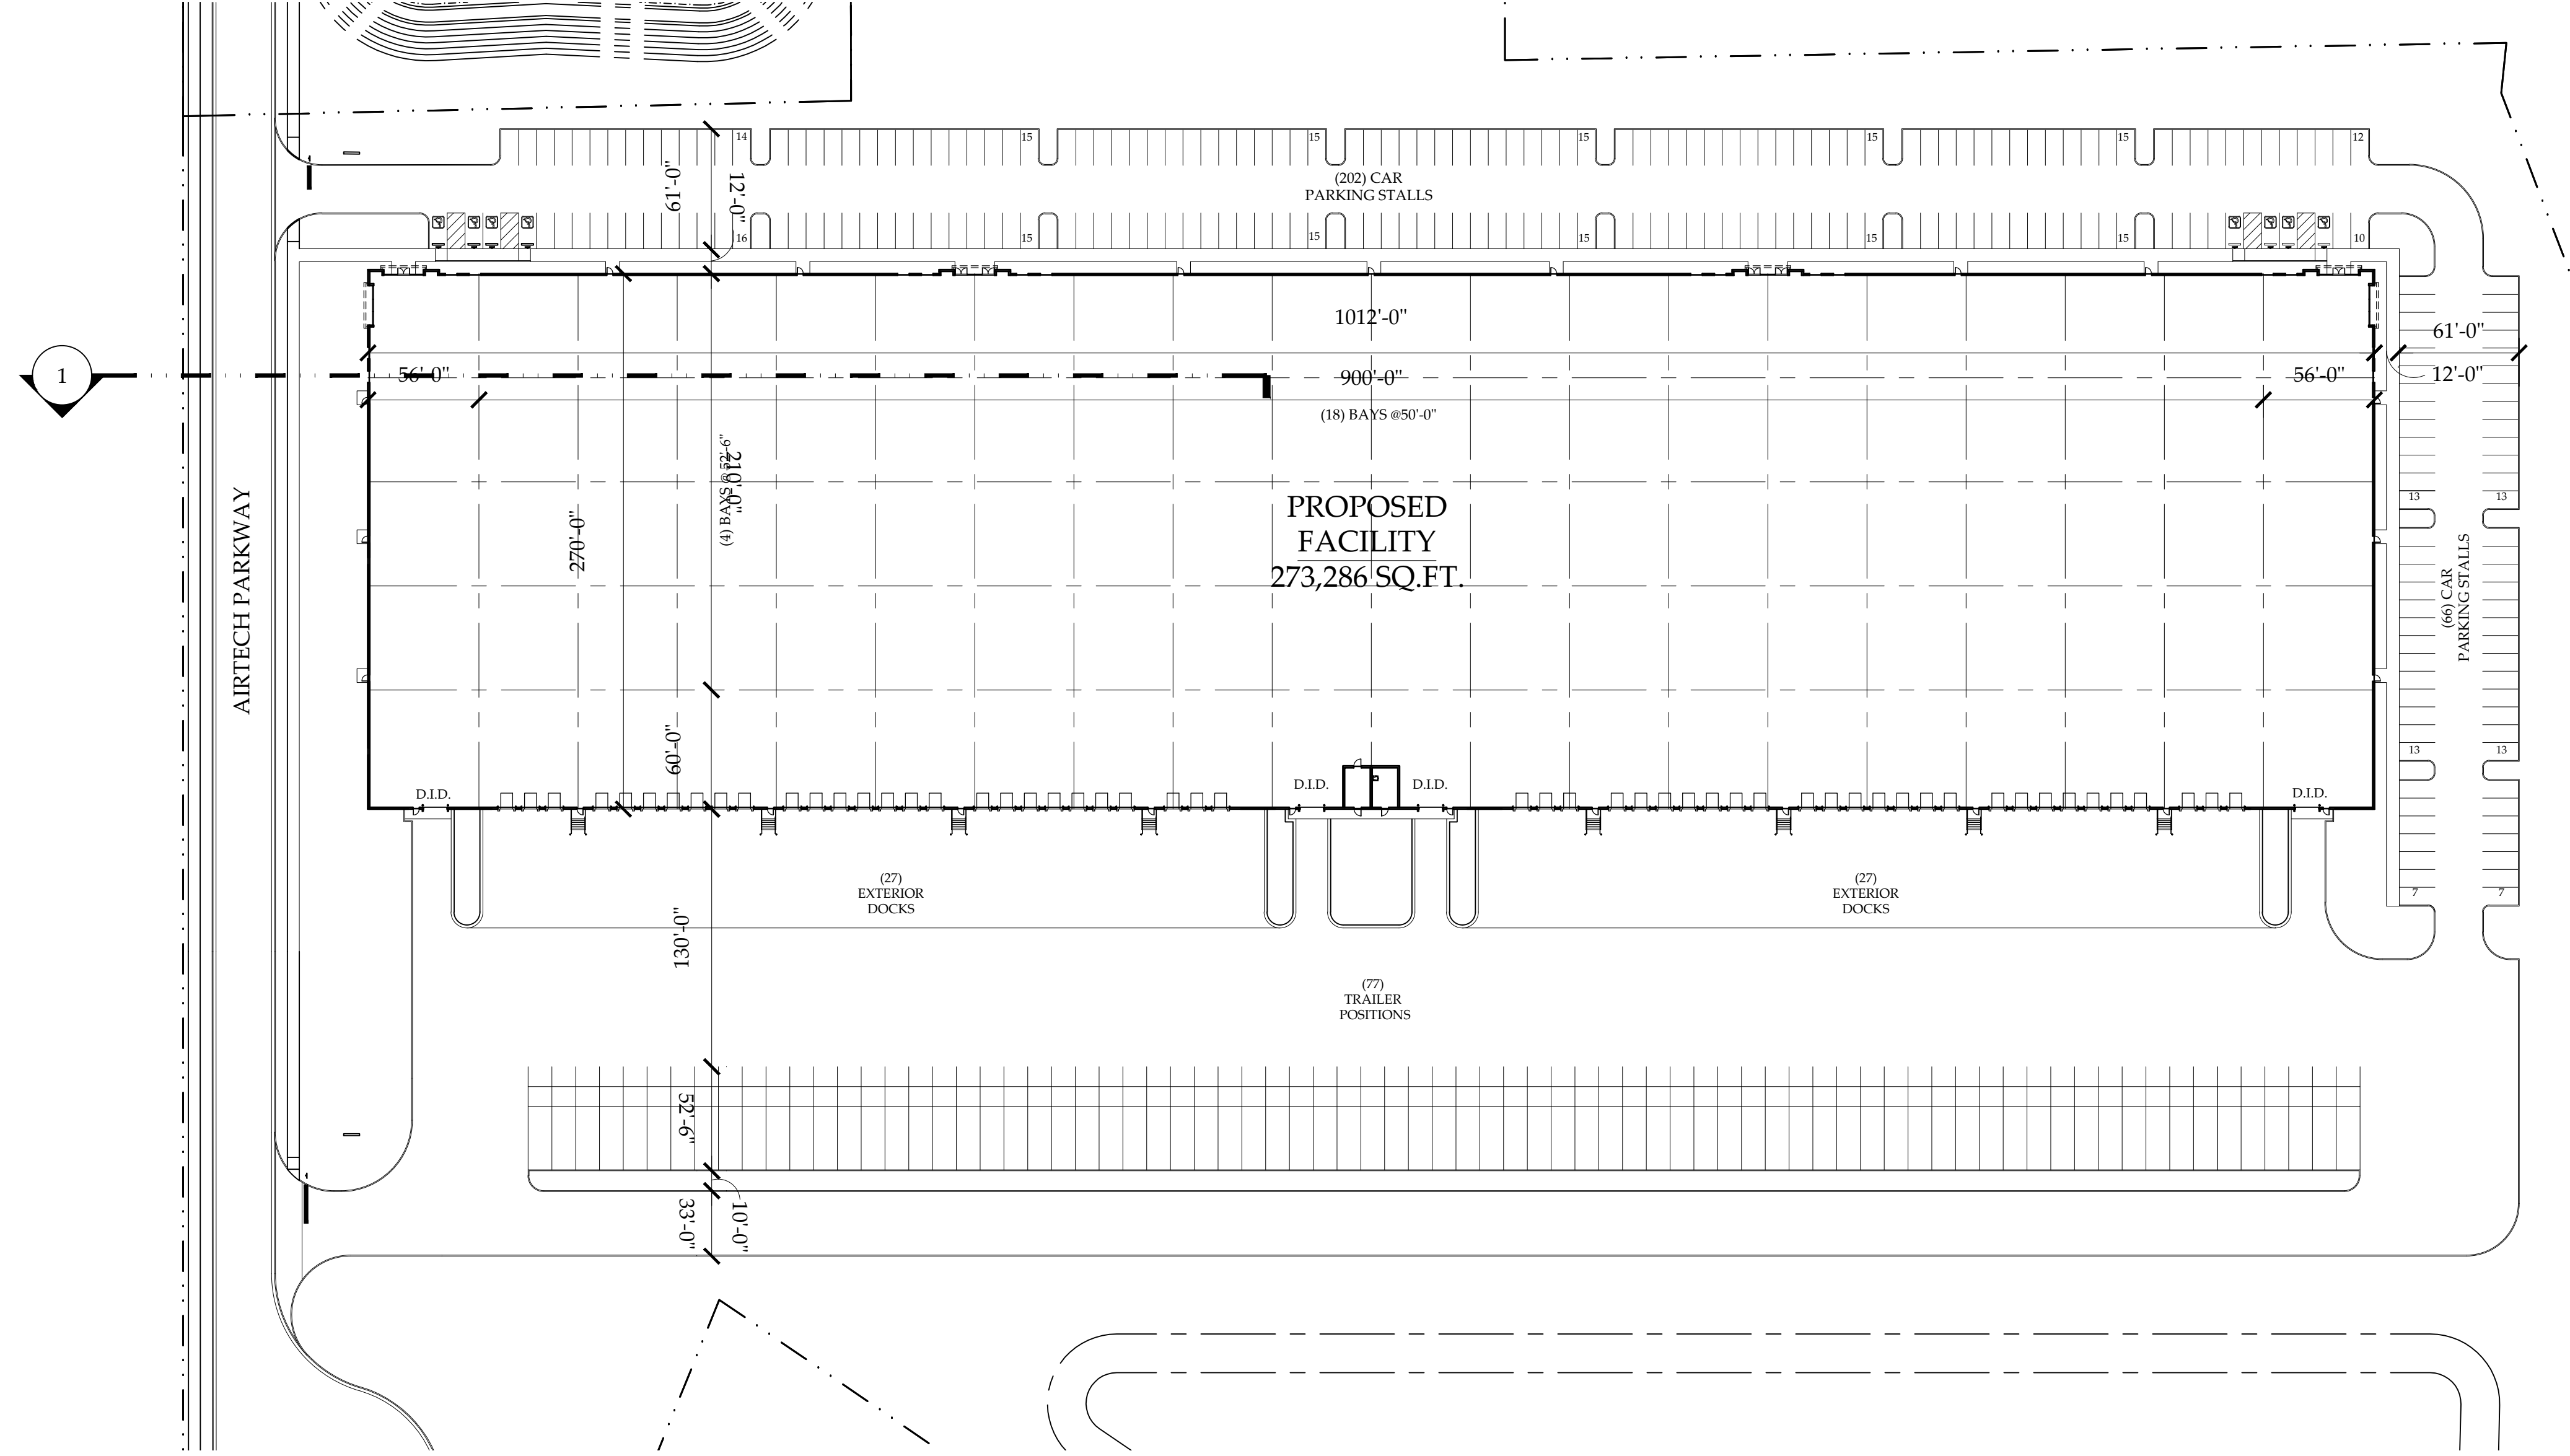 14
15
15
15
15
15
12
61'-0"
12'-0"
(202) CAR
PARKING STALLS
16
15
15
15
15
15
10
1012'-0"
61'-0"
1
56'-0"
900'-0"
56'-0"
12'-0"
(18) BAYS @50'-0"
(4) BAYS @ 52'-6"
210'-0"
270'-0"
AIRTECH PARKWAY
PROPOSED
FACILITY
273,286 SQ.FT.
13
13
(66) CAR
PARKING STALLS
60'-0"
13
13
D.I.D.
D.I.D.
D.I.D.
D.I.D.
(27)
EXTERIOR
DOCKS
(27)
EXTERIOR
DOCKS
7
7
130'-0"
(77)
TRAILER
POSITIONS
52'-6"
33'-0"
10'-0"